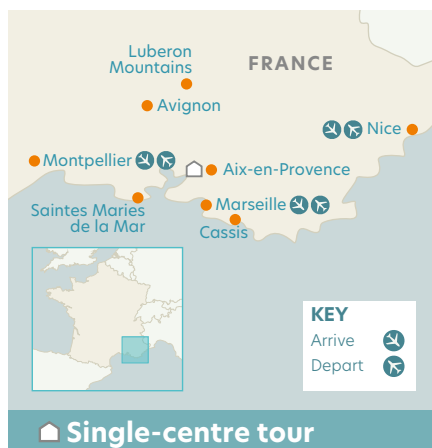 Luberon
Mountains
FRANCE
Avignon
Nice
Montpellier
Aix-en-Provence
Saintes Maries
de la Mar
Marseille
Cassis
KEY
Arrive
Depart
Single-centre tour